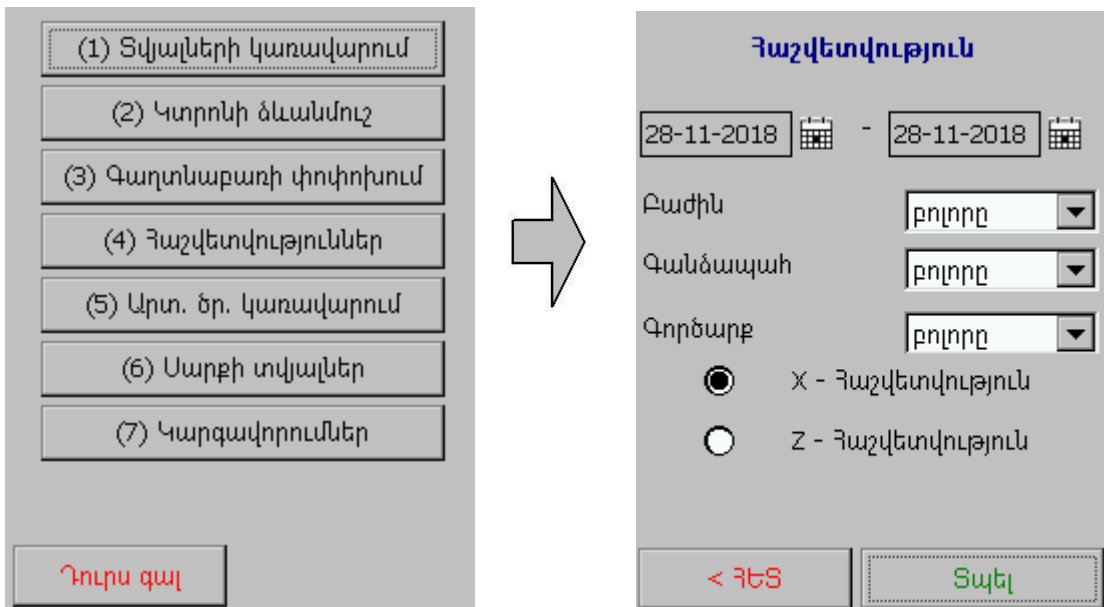 (1) Տվյալների կառավարում
(2) Կտրոնի ձևանմուշ
(3) Գաղտնաբառի փոփոխում
(4) Հաշվետվություններ
(5) Արտ. ծր. կառավարում
(6) Սարքի տվյալներ
(7) Կարգավորումներ
Դուրս գալ
Հաշվետվություն
28-11-2018 - 28-11-2018
Բաժին բոլորը
Գանձապահ բոլորը
Գործարք բոլորը
X - Հաշվետվություն
Z - Հաշվետվություն
< ՀԵՏ Տպել